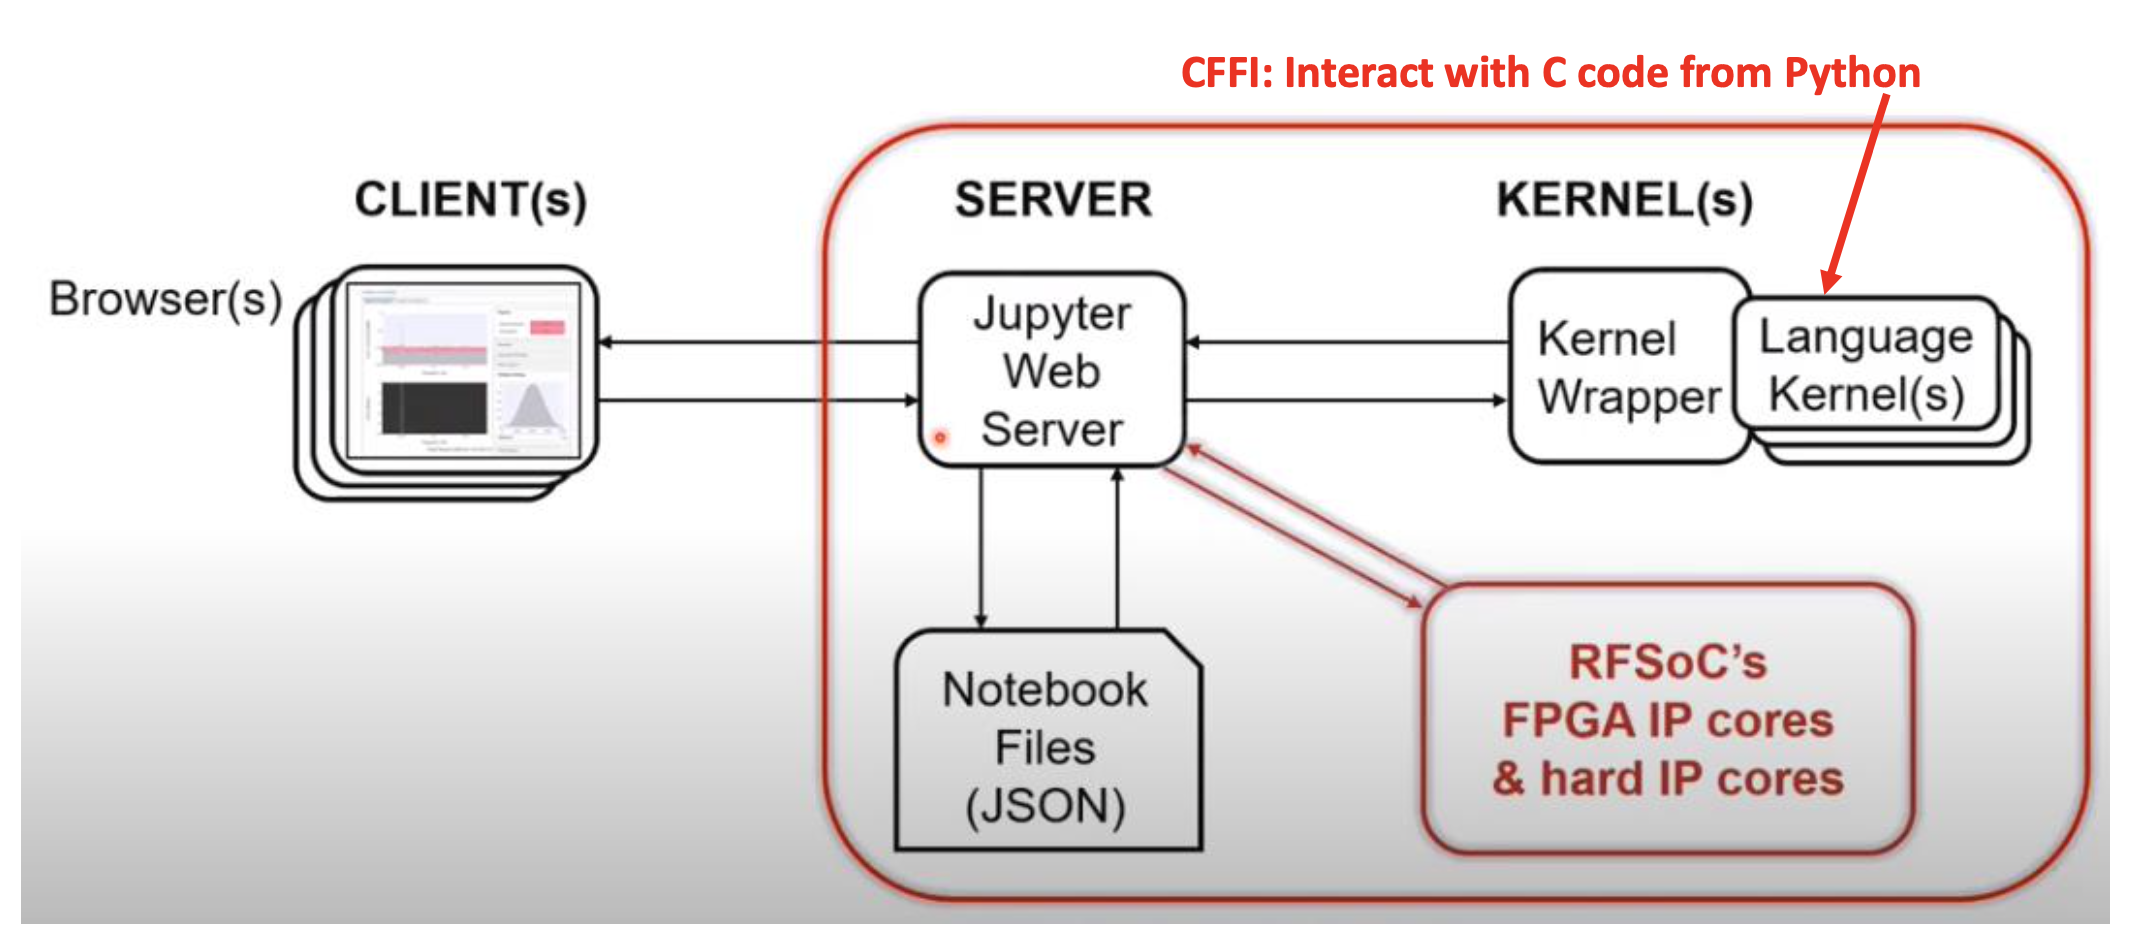 CFFI: Interact with C code from Python
CLIENT(s)
SERVER
KERNEL(s)
Browser(s)
Jupyter
Web
Server
Kernel
Wrapper
Language
Kernel(s)
Notebook
Files
(JSON)
RFSoC's
FPGA IP cores
& hard IP cores